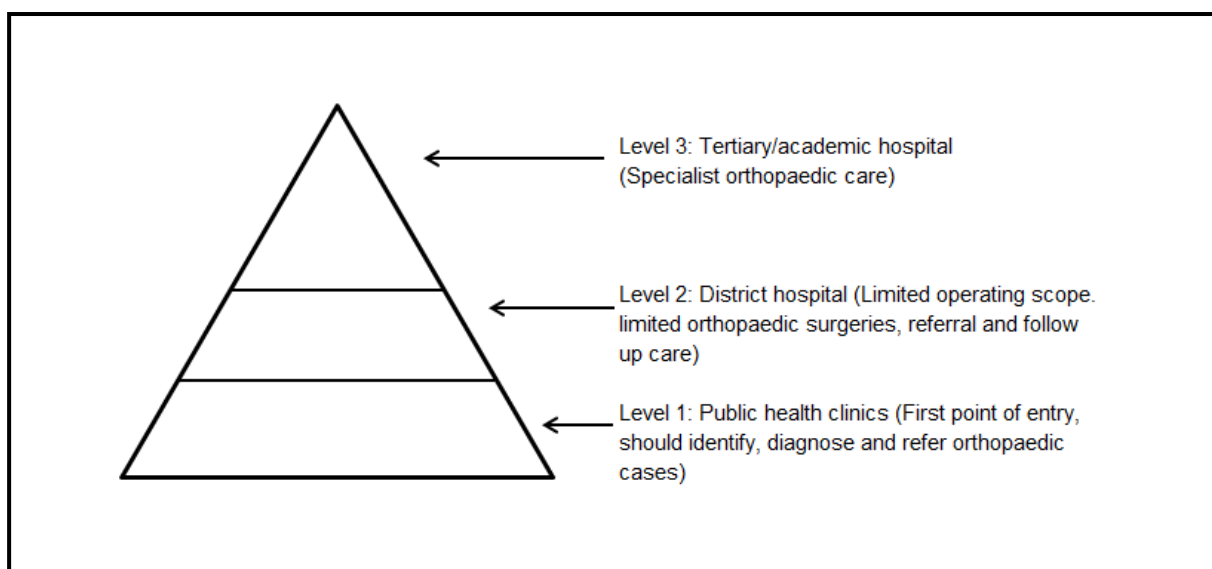 Level 3: Tertiary/academic hospital
(Specialist orthopaedic care)
Level 2: District hospital (Limited operating scope.
limited orthopaedic surgeries, referral and follow
up care)
Level 1: Public health clinics (First point of entry,
should identify, diagnose and refer orthopaedic
cases)